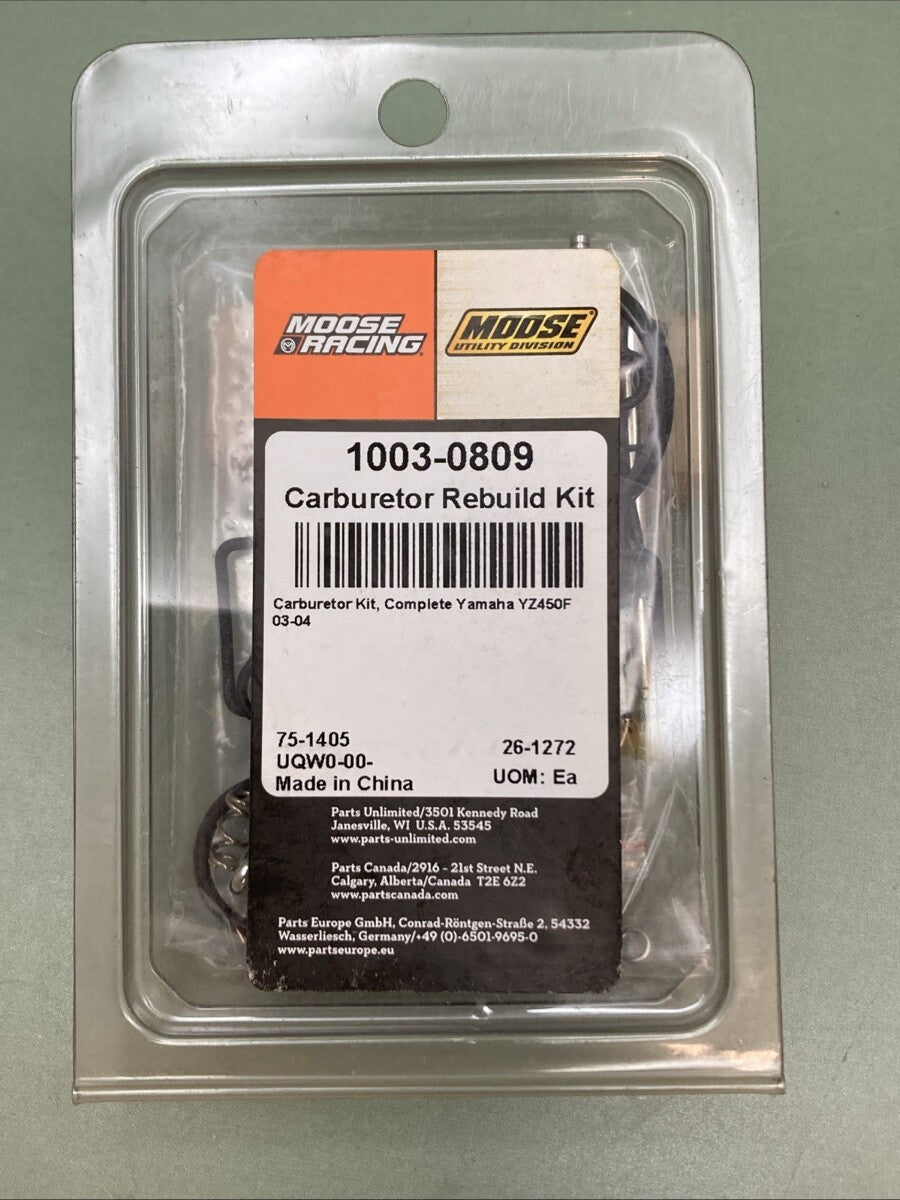 MOOSE
RACING
MOOSE
UTILITY DIVISION
1003-0809
Carburetor Rebuild Kit
Carburetor Kit, Complete Yamaha YZ450F
03-04
75-1405
UQW0-00-
Made in China
26-1272
UOM: Ea
Parts Unlimited/3501 Kennedy Road
Janesville, WI U.S.A. 53545
www.parts-unlimited.com
Parts Canada/2916 - 21st Street N.E.
Calgary, Alberta/Canada T2E 6Z2
www.partscanada.com
Parts Europe GmbH, Conrad-Röntgen-Straße 2, 54332
Wasserliesch, Germany/+49 (0)-6501-9695-0
www.partseurope.eu